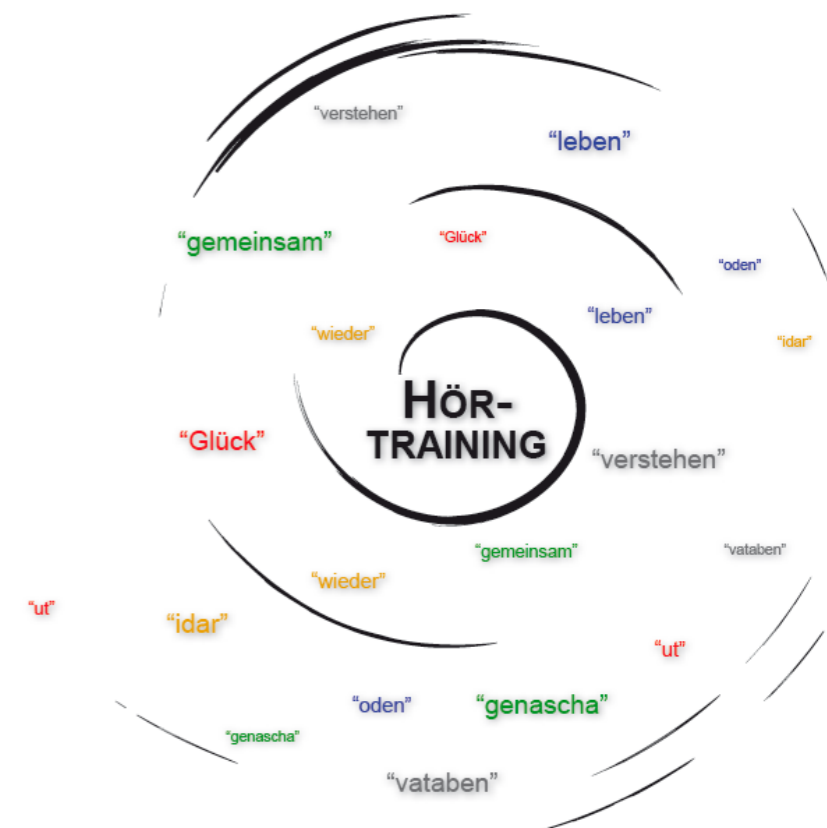 “verstehen”
“leben”
“gemeinsam”
“Glück”
“oden”
“leben”
“wieder”
“idar”
HÖR-
TRAINING
“Glück”
“verstehen”
“gemeinsam”
“vataben”
“wieder”
“ut”
“idar”
“ut”
“oden”
“genascha”
“genascha”
“vataben”